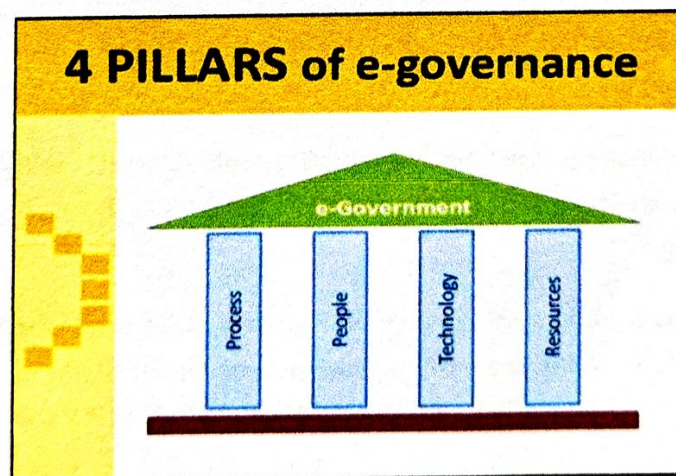 4 PILLARS of e-governance
e-Government
Process
People
Technology
Resources